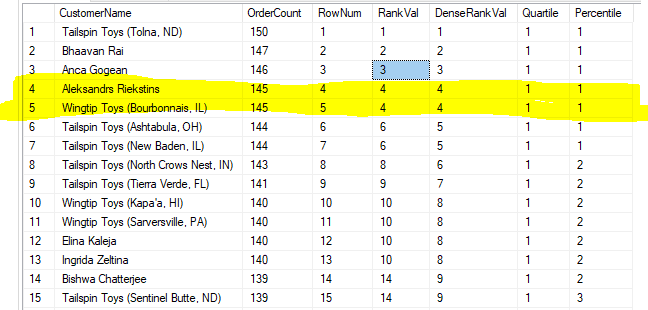 CustomerName OrderCount RowNum RankVal DenseRankVal Quartile Percentile
1 Tailspin Toys (Tolna, ND) 150 1 1 1 1 1
2 Bhaavan Rai 147 2 2 2 1 1
3 Anca Gogean 146 3 3 3 1 1
4 Aleksandrs Riekstins 145 4 4 4 1 1
5 Wingtip Toys (Bourbonnais, IL) 145 5 4 4 1 1
6 Tailspin Toys (Ashtabula, OH) 144 6 6 5 1 1
7 Tailspin Toys (New Baden, IL) 144 7 6 5 1 1
8 Tailspin Toys (North Crows Nest, IN) 143 8 8 6 1 2
9 Tailspin Toys (Tierra Verde, FL) 141 9 9 7 1 2
10 Wingtip Toys (Kapa'a, HI) 140 10 10 8 1 2
11 Wingtip Toys (Sarversville, PA) 140 11 10 8 1 2
12 Elina Kaleja 140 12 10 8 1 2
13 Ingrida Zeltina 140 13 10 8 1 2
14 Bishwa Chatterjee 139 14 14 9 1 2
15 Tailspin Toys (Sentinel Butte, ND) 139 15 14 9 1 3